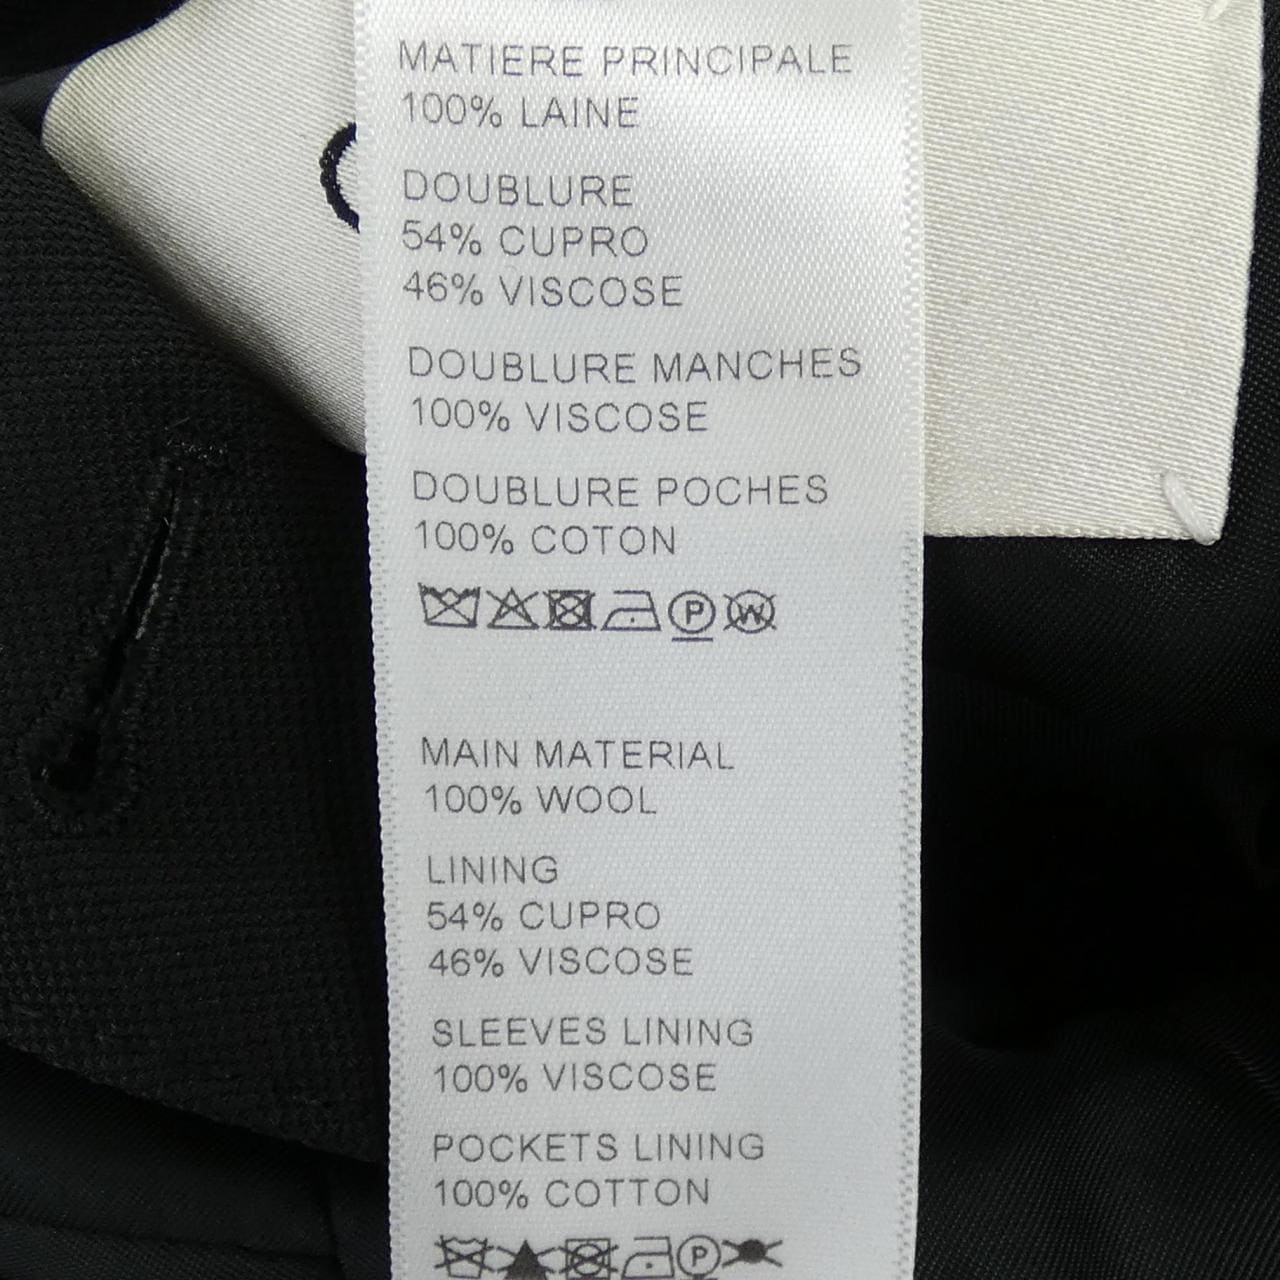 MATIERE PRINCIPALE
100% LAINE
DOUBLURE
54% CUPRO
46% VISCOSE
DOUBLURE MANCHES
100% VISCOSE
DOUBLURE POCHES
100% COTON
P W
MAIN MATERIAL
100% WOOL
LINING
54% CUPRO
46% VISCOSE
SLEEVES LINING
100% VISCOSE
POCKETS LINING
100% COTTON
P